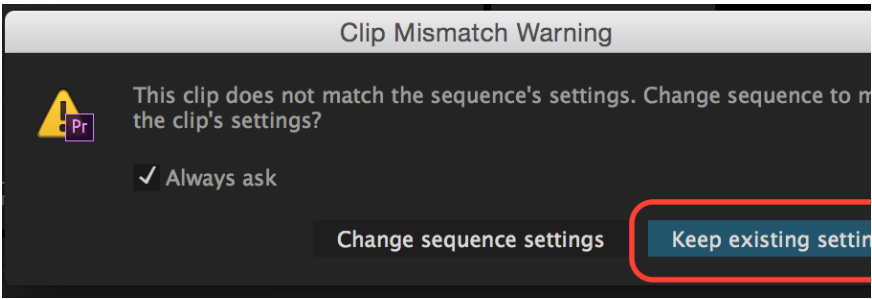 Clip Mismatch Warning
This clip does not match the sequence's settings. Change sequence to
the clip's settings?
Pr
Always ask
Change sequence settings
Keep existing